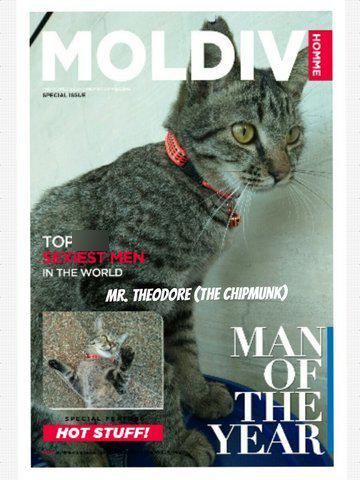 MOLDIV
HOMME
SPECIAL ISSUE
TOP
SEXIEST MEN
IN THE WORLD
MR. THEODORE (THE CHIPMUNK)
MAN
OF
THE
YEAR
SPECIAL FEATURE
HOT STUFF!